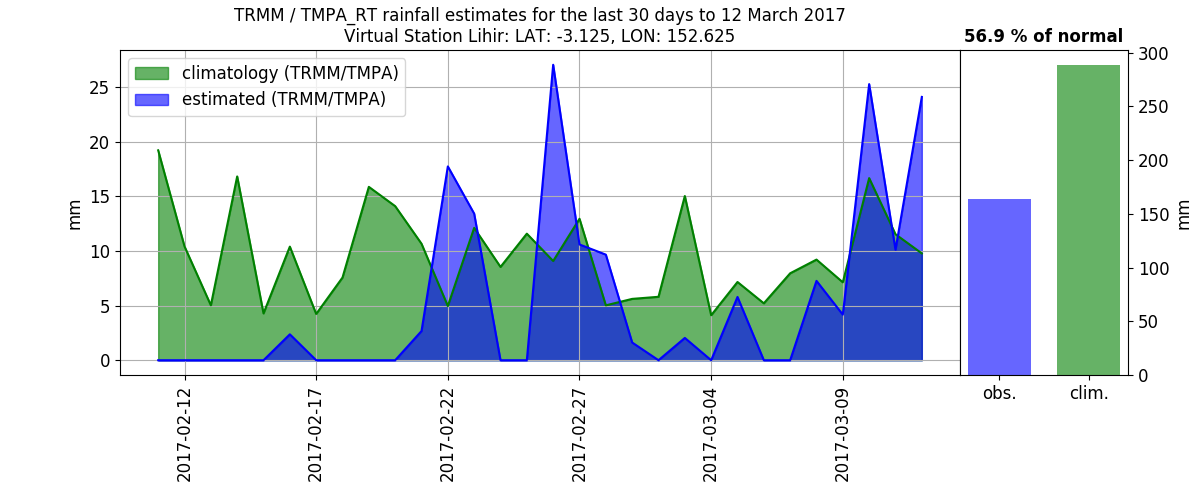 TRMM / TMPA_RT rainfall estimates for the last 30 days to 12 March 2017
Virtual Station Lihir: LAT: -3.125, LON: 152.625
56.9 % of normal
climatology (TRMM/TMPA)
estimated (TRMM/TMPA)
mm
25
20
15
10
5
0
2017-02-12
2017-02-17
2017-02-22
2017-02-27
2017-03-04
2017-03-09
300
250
200
150
100
50
0
mm
obs.
clim.